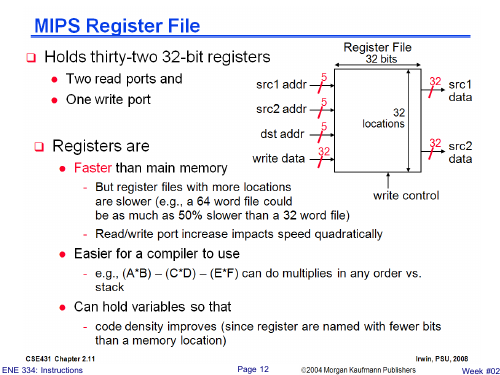 MIPS Register File
Holds thirty-two 32-bit registers
Two read ports and
One write port
Register File
32 bits
src1 addr
5
src2 addr
5
dst addr
5
write data
32
32
locations
32
src1
data
32
src2
data
write control
Registers are
Faster than main memory
- But register files with more locations
are slower (e.g., a 64 word file could
be as much as 50% slower than a 32 word file)
- Read/write port increase impacts speed quadratically
Easier for a compiler to use
- e.g., (A*B) – (C*D) – (E*F) can do multiplies in any order vs.
stack
Can hold variables so that
- code density improves (since register are named with fewer bits
than a memory location)
CSE431 Chapter 2.11
Irwin, PSU, 2008
ENE 334: Instructions
Page 12
©2004 Morgan Kaufmann Publishers
Week #02